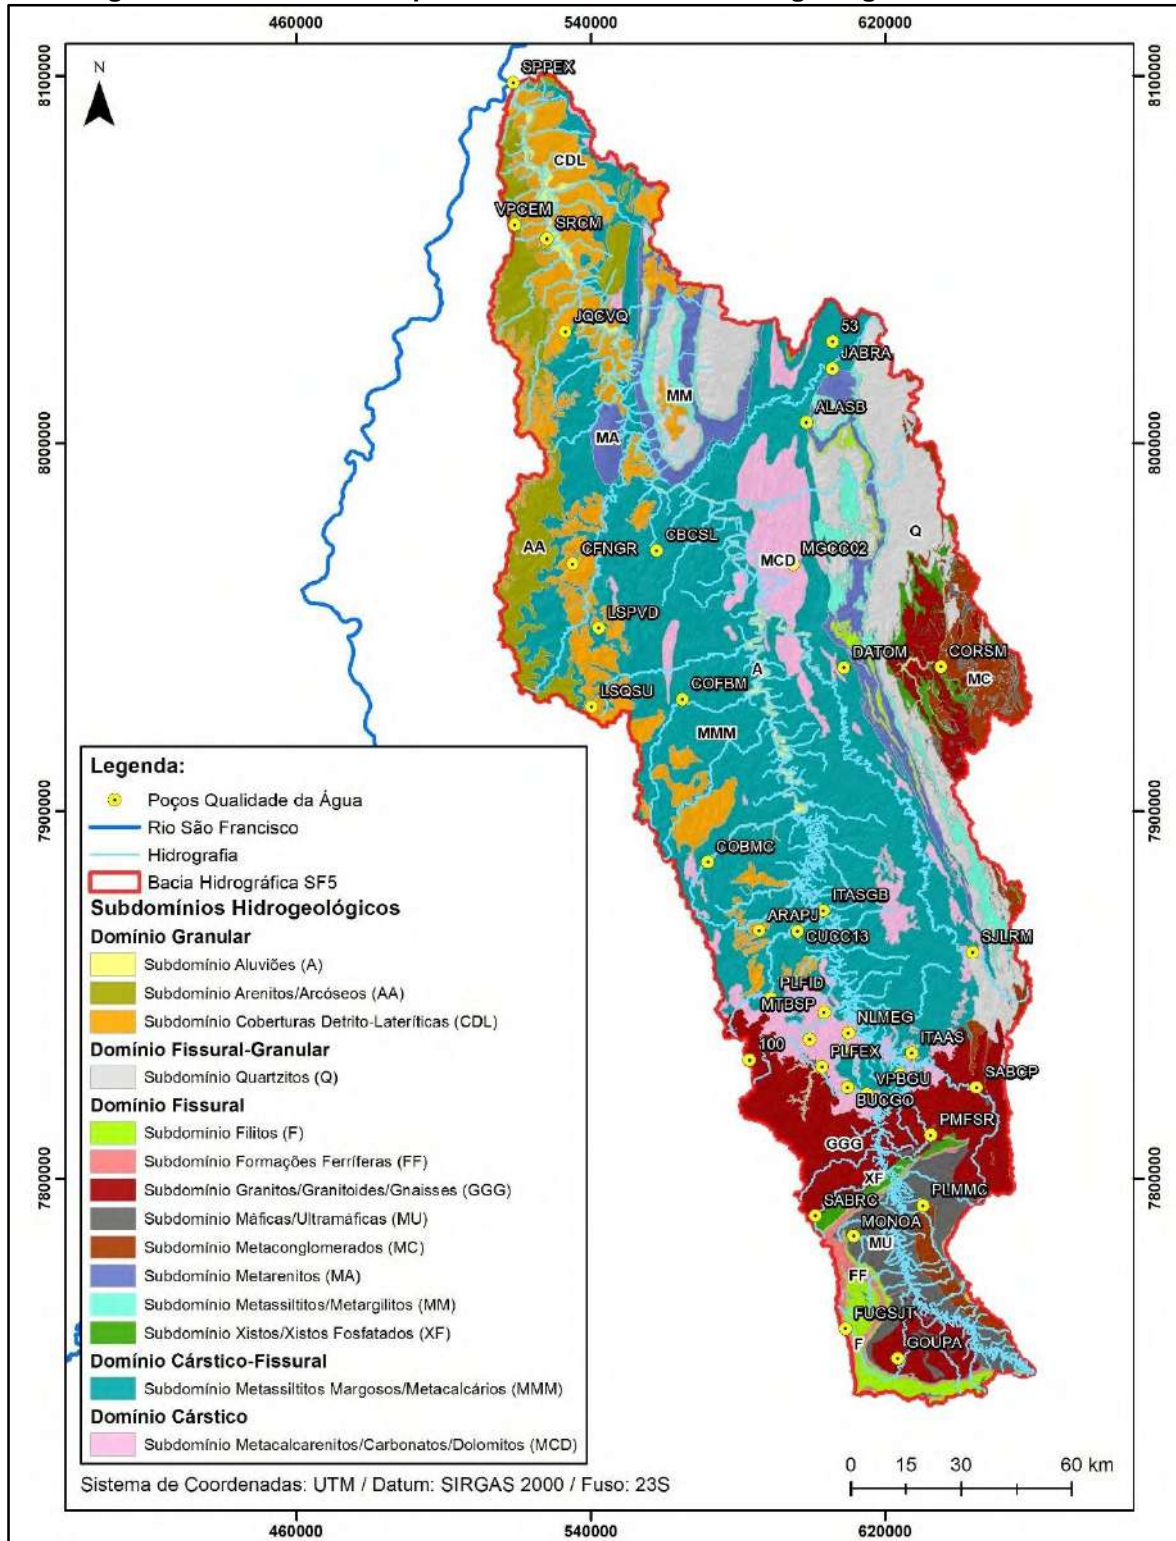 460000 540000 620000
8100000 8100000
N
SPPEX
CDL
VPCEM
SRCM
JQCVQ
53
JABRA
MM
ALASB
MA
8000000 8000000
Q
AA
CFNGR
CBCSL
MCD
MGCC02
LSPVD
DATOM
CORSM
A
MC
LSQSU
COFBM
MMM
7900000 7900000
COBMC
ITASGB
ARAPJ
CUCC13
SJLRM
PLFID
MTBSP
NLMEG
ITAAS
100
PLFEX
VPBGU
SABCP
BUCGO
PMFSR
GGG
7800000 7800000
XF
SABRC
PLMMC
MONOA
MU
FF
FUGSJT
F
GOUPA
Legenda:
Poços Qualidade da Água
Rio São Francisco
Hidrografia
Bacia Hidrográfica SF5
Subdomínios Hidrogeológicos
Domínio Granular
Subdomínio Aluviões (A)
Subdomínio Arenitos/Arcóseos (AA)
Subdomínio Coberturas Detrito-Lateríticas (CDL)
Domínio Fissural-Granular
Subdomínio Quartzitos (Q)
Domínio Fissural
Subdomínio Filitos (F)
Subdomínio Formações Ferríferas (FF)
Subdomínio Granitos/Granitoides/Gnaisses (GGG)
Subdomínio Máficas/Ultramáficas (MU)
Subdomínio Metaconglomerados (MC)
Subdomínio Metarenitos (MA)
Subdomínio Metassiltitos/Metargilitos (MM)
Subdomínio Xistos/Xistos Fosfatados (XF)
Domínio Cárstico-Fissural
Subdomínio Metassiltitos Margosos/Metacalcários (MMM)
Domínio Cárstico
Subdomínio Metacalcarenitos/Carbonatos/Dolomitos (MCD)
0 15 30 60 km
Sistema de Coordenadas: UTM / Datum: SIRGAS 2000 / Fuso: 23S
460000 540000 620000